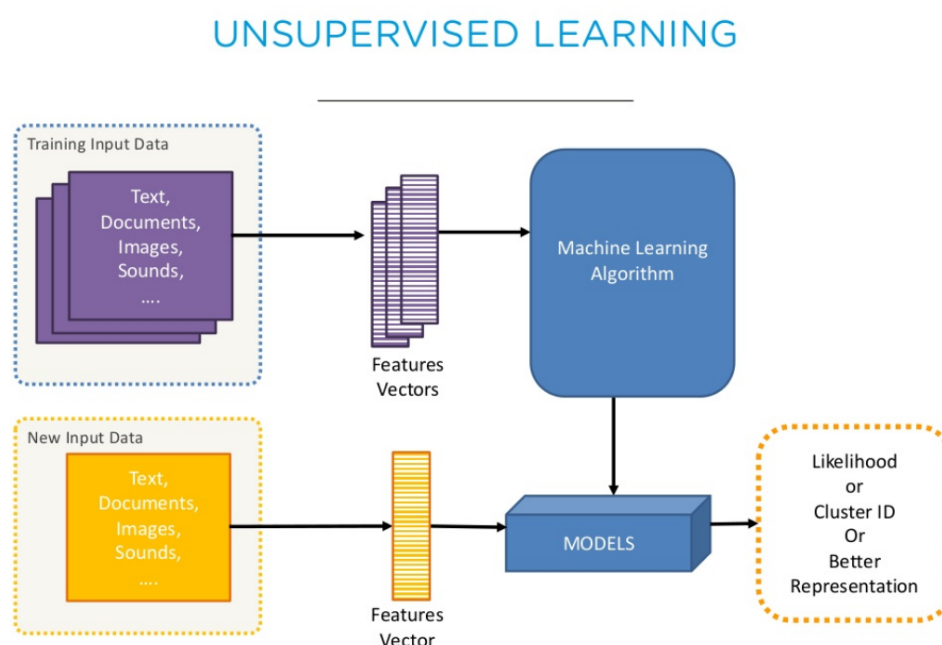 UNSUPERVISED LEARNING
Training Input Data
Text,
Documents,
Images,
Sounds,
....
Features
Vectors
Machine Learning
Algorithm
New Input Data
Text,
Documents,
Images,
Sounds,
....
Features
Vector
MODELS
Likelihood
or
Cluster ID
Or
Better
Representation